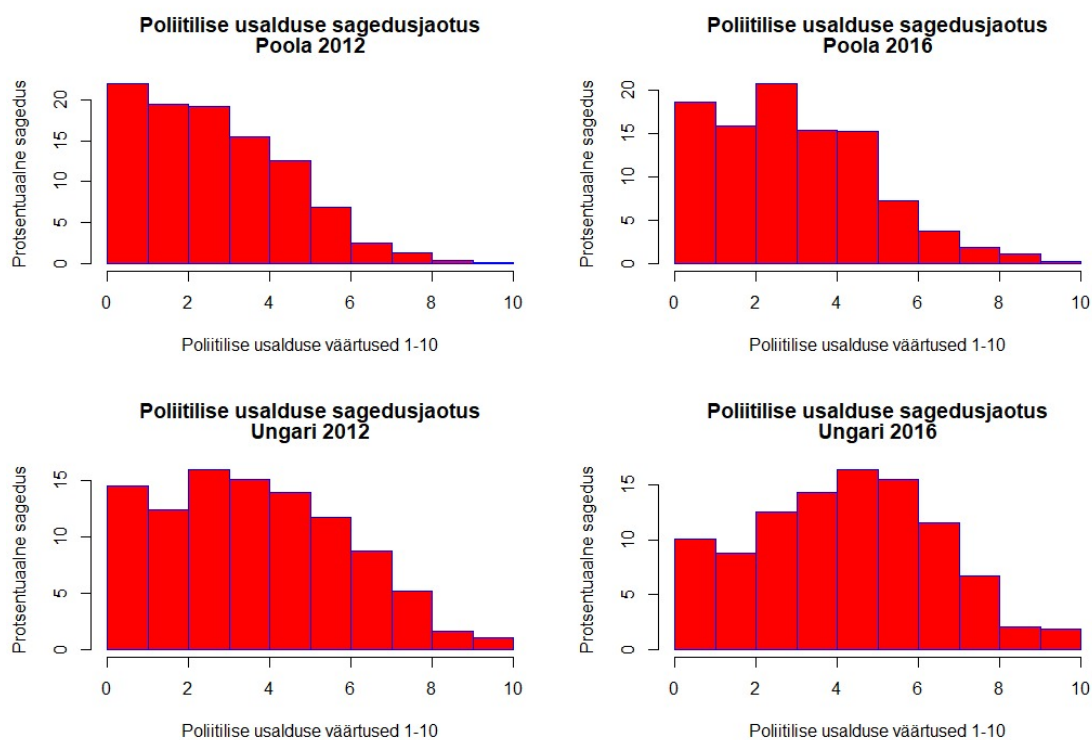 Poliitilise usalduse sagedusjaotus
Poola 2012
Protsentuaalne sagedus
0 5 10 15 20
0 2 4 6 8 10
Poliitilise usalduse väärtused 1-10
Poliitilise usalduse sagedusjaotus
Poola 2016
Protsentuaalne sagedus
0 5 10 15 20
0 2 4 6 8 10
Poliitilise usalduse väärtused 1-10
Poliitilise usalduse sagedusjaotus
Ungari 2012
Protsentuaalne sagedus
0 5 10 15
0 2 4 6 8 10
Poliitilise usalduse väärtused 1-10
Poliitilise usalduse sagedusjaotus
Ungari 2016
Protsentuaalne sagedus
0 5 10 15
0 2 4 6 8 10
Poliitilise usalduse väärtused 1-10